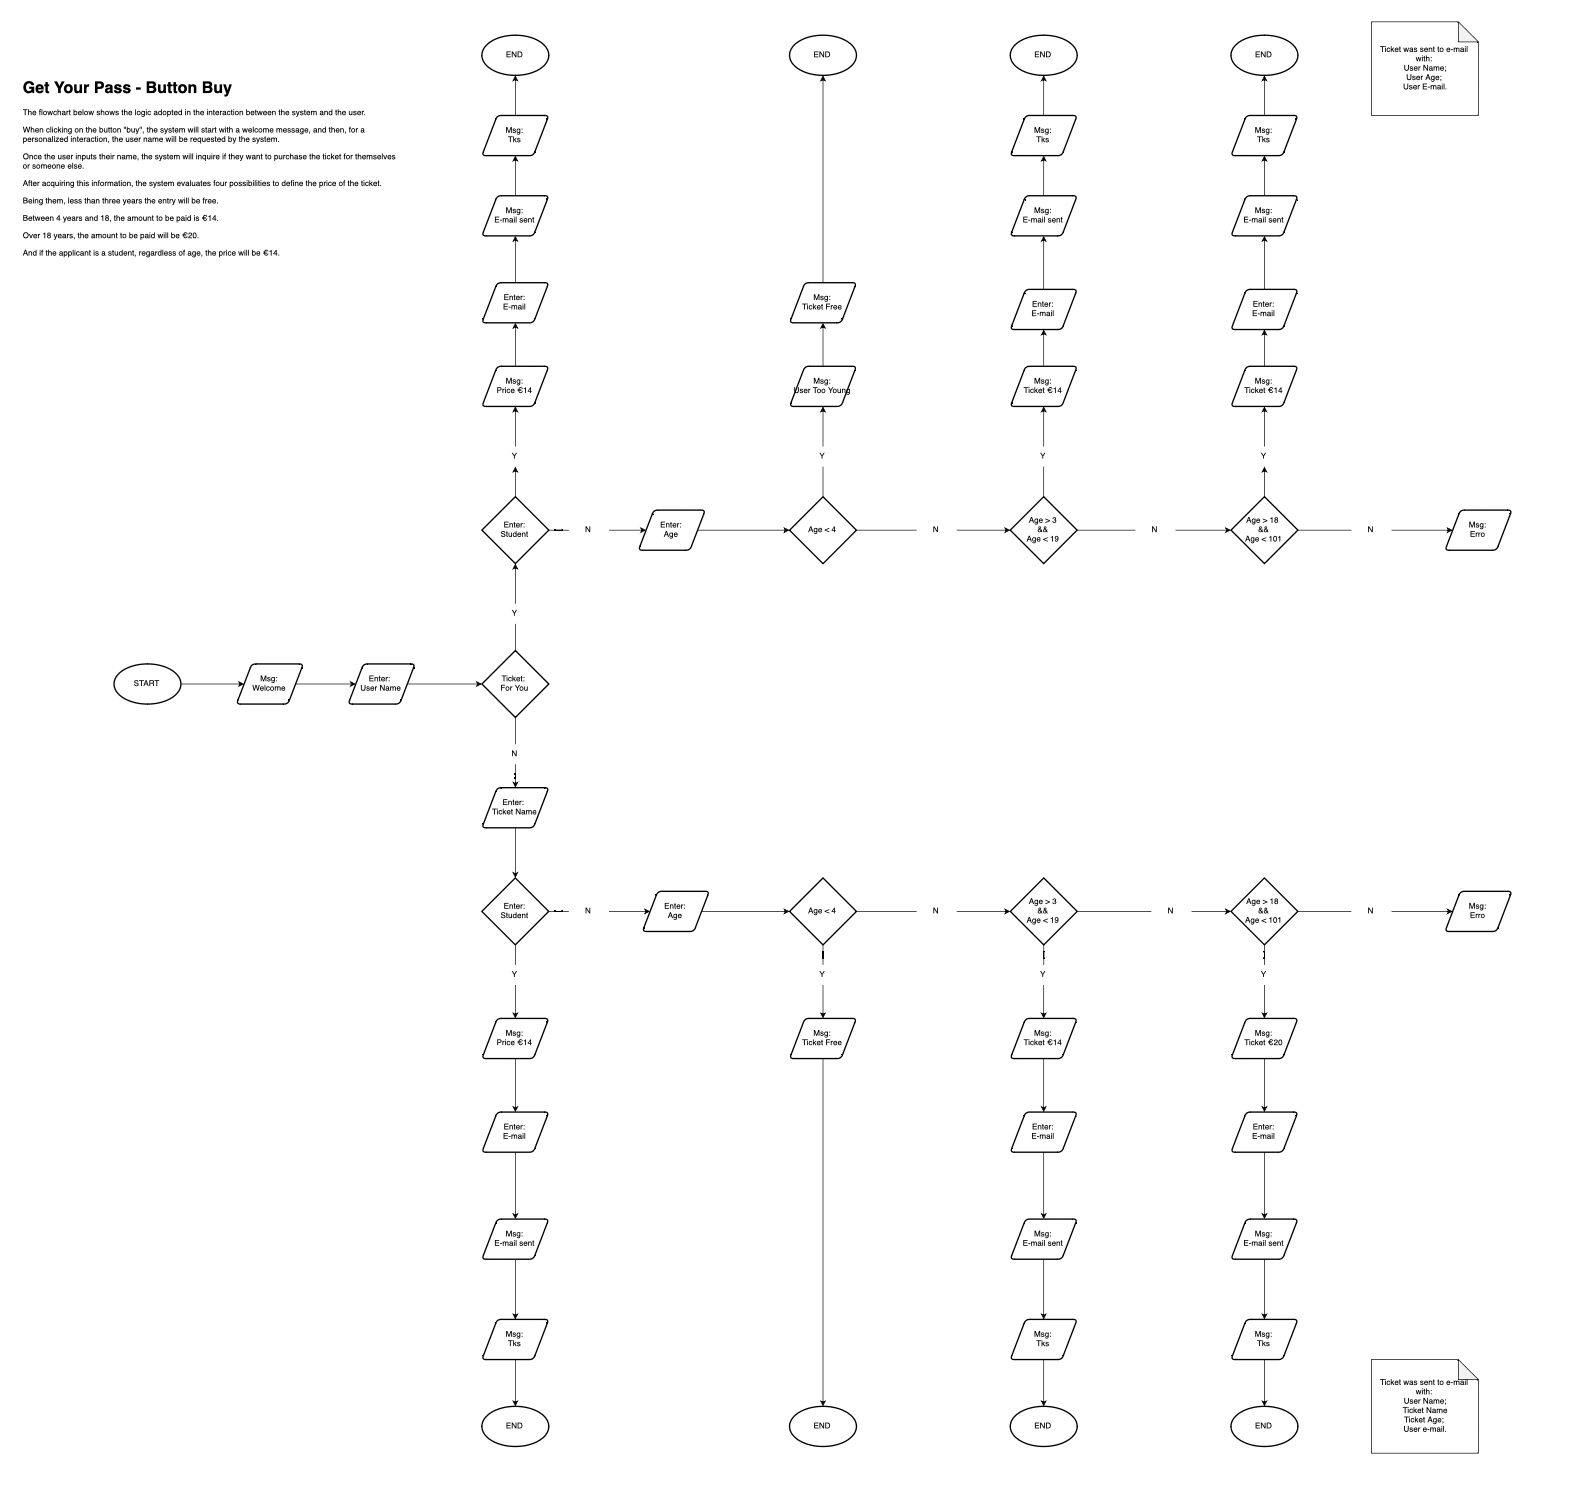 Get Your Pass - Button Buy
The flowchart below shows the logic adopted in the interaction between the system and the user.
When clicking on the button "buy", the system will start with a welcome message, and then, for a
personalized interaction, the user name will be requested by the system.
Once the user inputs their name, the system will inquire if they want to purchase the ticket for themselves
or someone else.
After acquiring this information, the system evaluates four possibilities to define the price of the ticket.
Being them, less than three years the entry will be free.
Between 4 years and 18, the amount to be paid is €14.
Over 18 years, the amount to be paid will be €20.
And if the applicant is a student, regardless of age, the price will be €14.
END
END
END
END
Ticket was sent to e-mail
with:
User Name;
User Age;
User E-mail.
Msg:
Tks
Msg:
Tks
Msg:
Tks
Msg:
E-mail sent
Msg:
E-mail sent
Msg:
E-mail sent
Enter:
E-mail
Msg:
Ticket Free
Enter:
E-mail
Enter:
E-mail
Msg:
Price €14
Msg:
User Too Young
Msg:
Ticket €14
Msg:
Ticket €14
Y
Y
Y
Y
Enter:
Student
N
Enter:
Age
Age < 4
N
Age > 3
&&
Age < 19
N
Age > 18
&&
Age < 101
N
Msg:
Erro
Y
START
Msg:
Welcome
Enter:
User Name
Ticket:
For You
N
Enter:
Ticket Name
Enter:
Student
N
Enter:
Age
Age < 4
N
Age > 3
&&
Age < 19
N
Age > 18
&&
Age < 101
N
Msg:
Erro
Y
Y
Y
Y
Msg:
Price €14
Msg:
Ticket Free
Msg:
Ticket €14
Msg:
Ticket €20
Enter:
E-mail
Enter:
E-mail
Enter:
E-mail
Msg:
E-mail sent
Msg:
E-mail sent
Msg:
E-mail sent
Msg:
Tks
Msg:
Tks
Msg:
Tks
END
END
END
END
Ticket was sent to e-mail
with:
User Name;
Ticket Name
Ticket Age;
User e-mail.